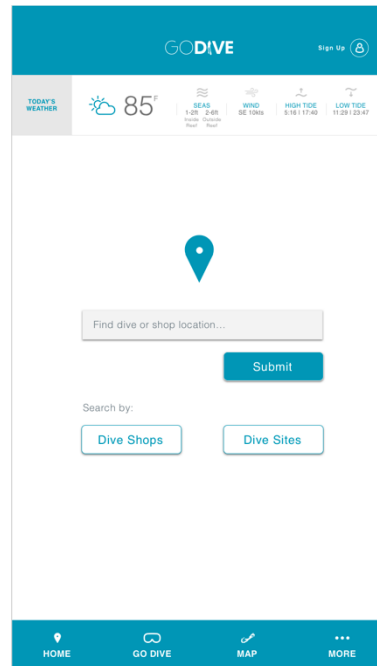 GODIVE
Sign Up
TODAY'S
WEATHER
85°F
SEAS
1-2ft 2-6ft
Inside Outside
Reef Reef
WIND
SE 10kts
HIGH TIDE
5:16 I 17:40
LOW TIDE
11:29 I 23:47
Find dive or shop location...
Submit
Search by:
Dive Shops
Dive Sites
HOME
GO DIVE
MAP
MORE